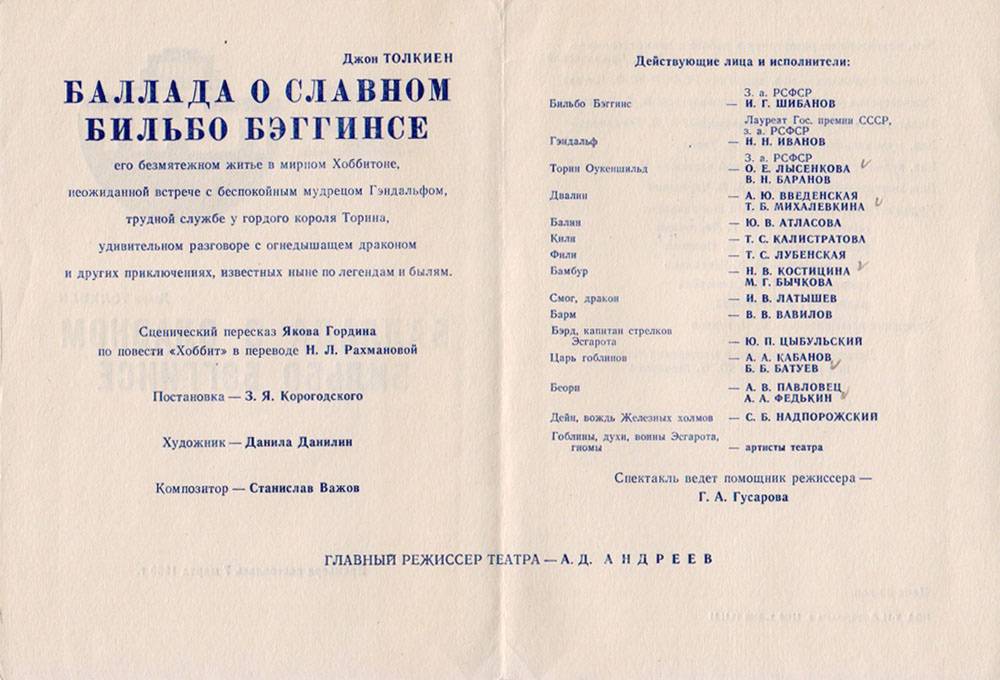 Джон ТОЛКИЕН
БАЛЛАДА О СЛАВНОМ
БИЛЬБО БЭГГИНСЕ
его безмятежном житье в мирном Хоббитоне,
неожиданной встрече с беспокойным мудрецом Гэндальфом,
трудной службе у гордого короля Торина,
удивительном разговоре с огнедышащем драконом
и других приключениях, известных ныне по легендам и былям.
Сценический пересказ Якова Гордина
по повести «Хоббит» в переводе Н. Л. Рахмановой
Постановка — З. Я. Корогодского
Художник — Данила Данилин
Композитор — Станислав Важов
Действующие лица и исполнители:
З. а. РСФСР
Бильбо Бэггинс — И. Г. ШИБАНОВ
Лауреат Гос. премии СССР,
з. а. РСФСР
Гэндальф — Н. Н. ИВАНОВ
З. а. РСФСР
Торин Оукеншильд — О. Е. ЛЫСЕНКОВА
В. Н. БАРАНОВ
Двалин — А. Ю. ВВЕДЕНСКАЯ
Т. Б. МИХАЛЕВКИНА
Балин — Ю. В. АТЛАСОВА
Кили — Т. С. КАЛИСТРАТОВА
Фили — Т. С. ЛУБЕНСКАЯ
Бамбур — Н. В. КОСТИЦИНА
М. Г. БЫЧКОВА
Смог, дракон — И. В. ЛАТЫШЕВ
Барм — В. В. ВАВИЛОВ
Бэрд, капитан стрелков
Эсгарота — Ю. П. ЦЫБУЛЬСКИЙ
Царь гоблинов — А. А. КАБАНОВ
Б. Б. БАТУЕВ
Беорн — А. В. ПАВЛОВЕЦ
А. А. ФЕДЬКИН
Дейн, вождь Железных холмов — С. Б. НАДПОРОЖСКИЙ
Гоблины, духи, воины Эсгарота,
гномы — артисты театра
Спектакль ведет помощник режиссера —
Г. А. Гусарова
ГЛАВНЫЙ РЕЖИССЕР ТЕАТРА — А. Д. АНДРЕЕВ